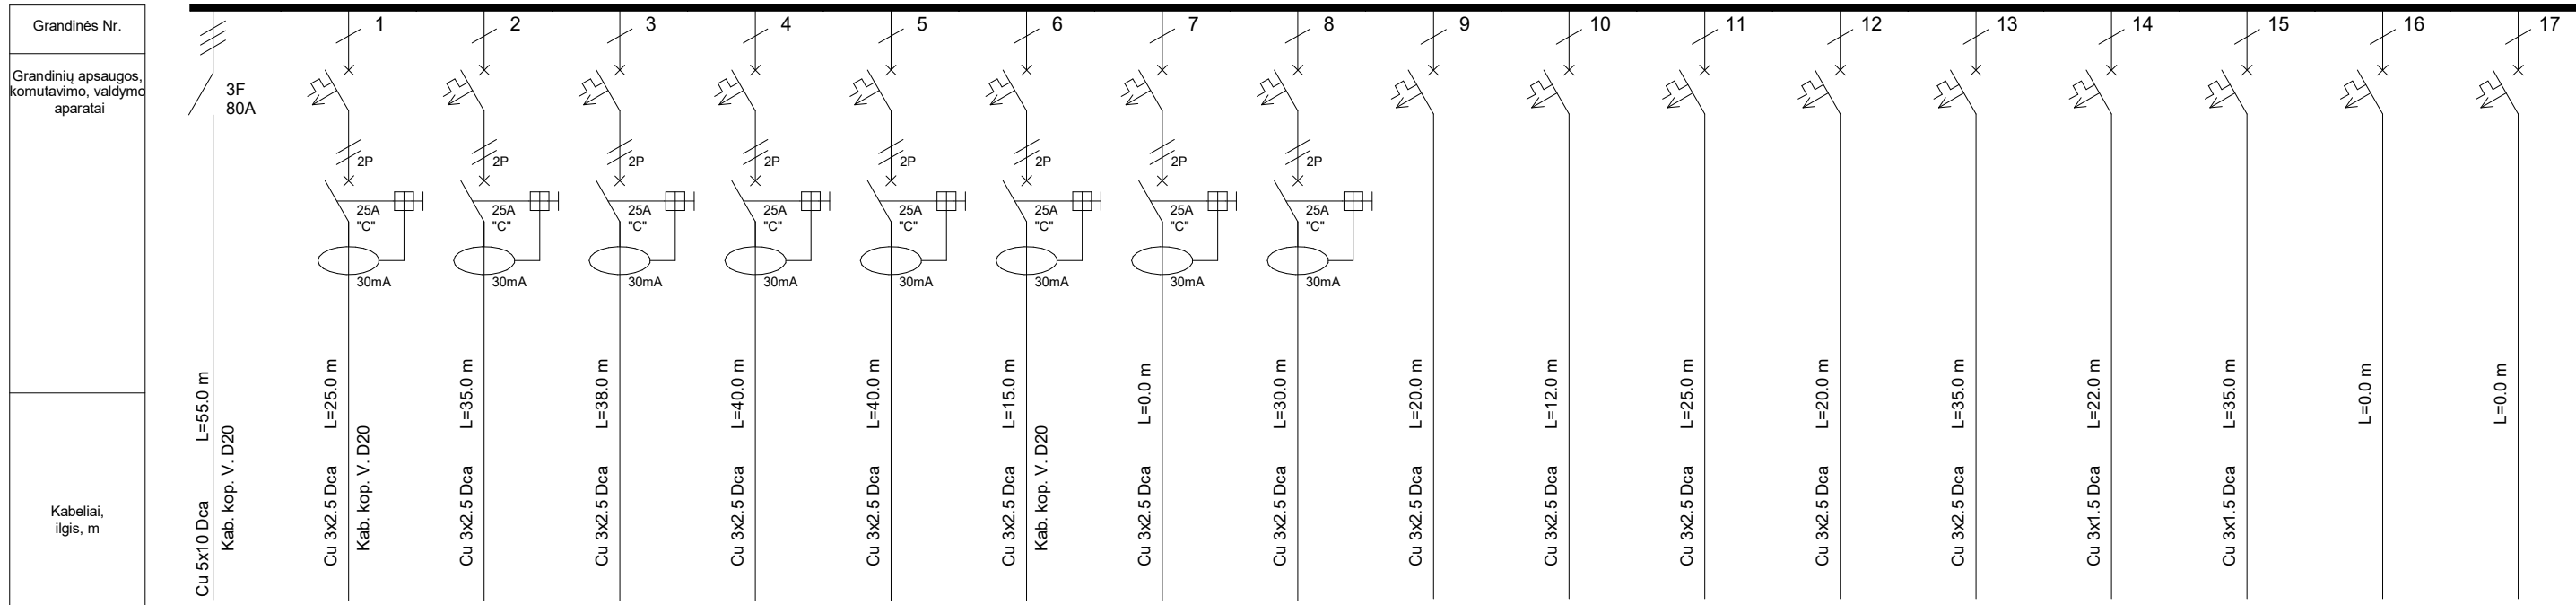 Grandinės Nr.
1
2
3
4
5
6
7
8
9
10
11
12
13
14
15
16
17
Grandinių apsaugos,
komutavimo, valdymo
aparatai
3F
80A
2P
2P
2P
2P
2P
2P
2P
2P
25A
"C"
25A
"C"
25A
"C"
25A
"C"
25A
"C"
25A
"C"
25A
"C"
25A
"C"
30mA
30mA
30mA
30mA
30mA
30mA
30mA
30mA
Kabeliai,
ilgis, m
Cu 5x10 Dca L=55.0 m
Kab. kop. V. D20
Cu 3x2.5 Dca L=25.0 m
Kab. kop. V. D20
Cu 3x2.5 Dca L=35.0 m
Cu 3x2.5 Dca L=38.0 m
Cu 3x2.5 Dca L=40.0 m
Cu 3x2.5 Dca L=40.0 m
Cu 3x2.5 Dca L=15.0 m
Kab. kop. V. D20
Cu 3x2.5 Dca L=0.0 m
Cu 3x2.5 Dca L=30.0 m
Cu 3x2.5 Dca L=20.0 m
Cu 3x2.5 Dca L=12.0 m
Cu 3x2.5 Dca L=25.0 m
Cu 3x2.5 Dca L=20.0 m
Cu 3x2.5 Dca L=35.0 m
Cu 3x1.5 Dca L=22.0 m
Cu 3x1.5 Dca L=35.0 m
L=0.0 m
L=0.0 m